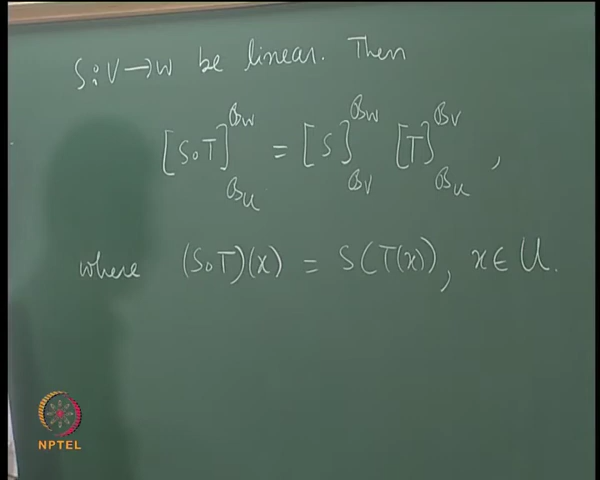 S: V → W be linear. Then
[S∘T]_{B_U}^{B_W} = [S]_{B_V}^{B_W} [T]_{B_U}^{B_V},
where (S∘T)(x) = S(T(x)), x ∈ U.
NPTEL